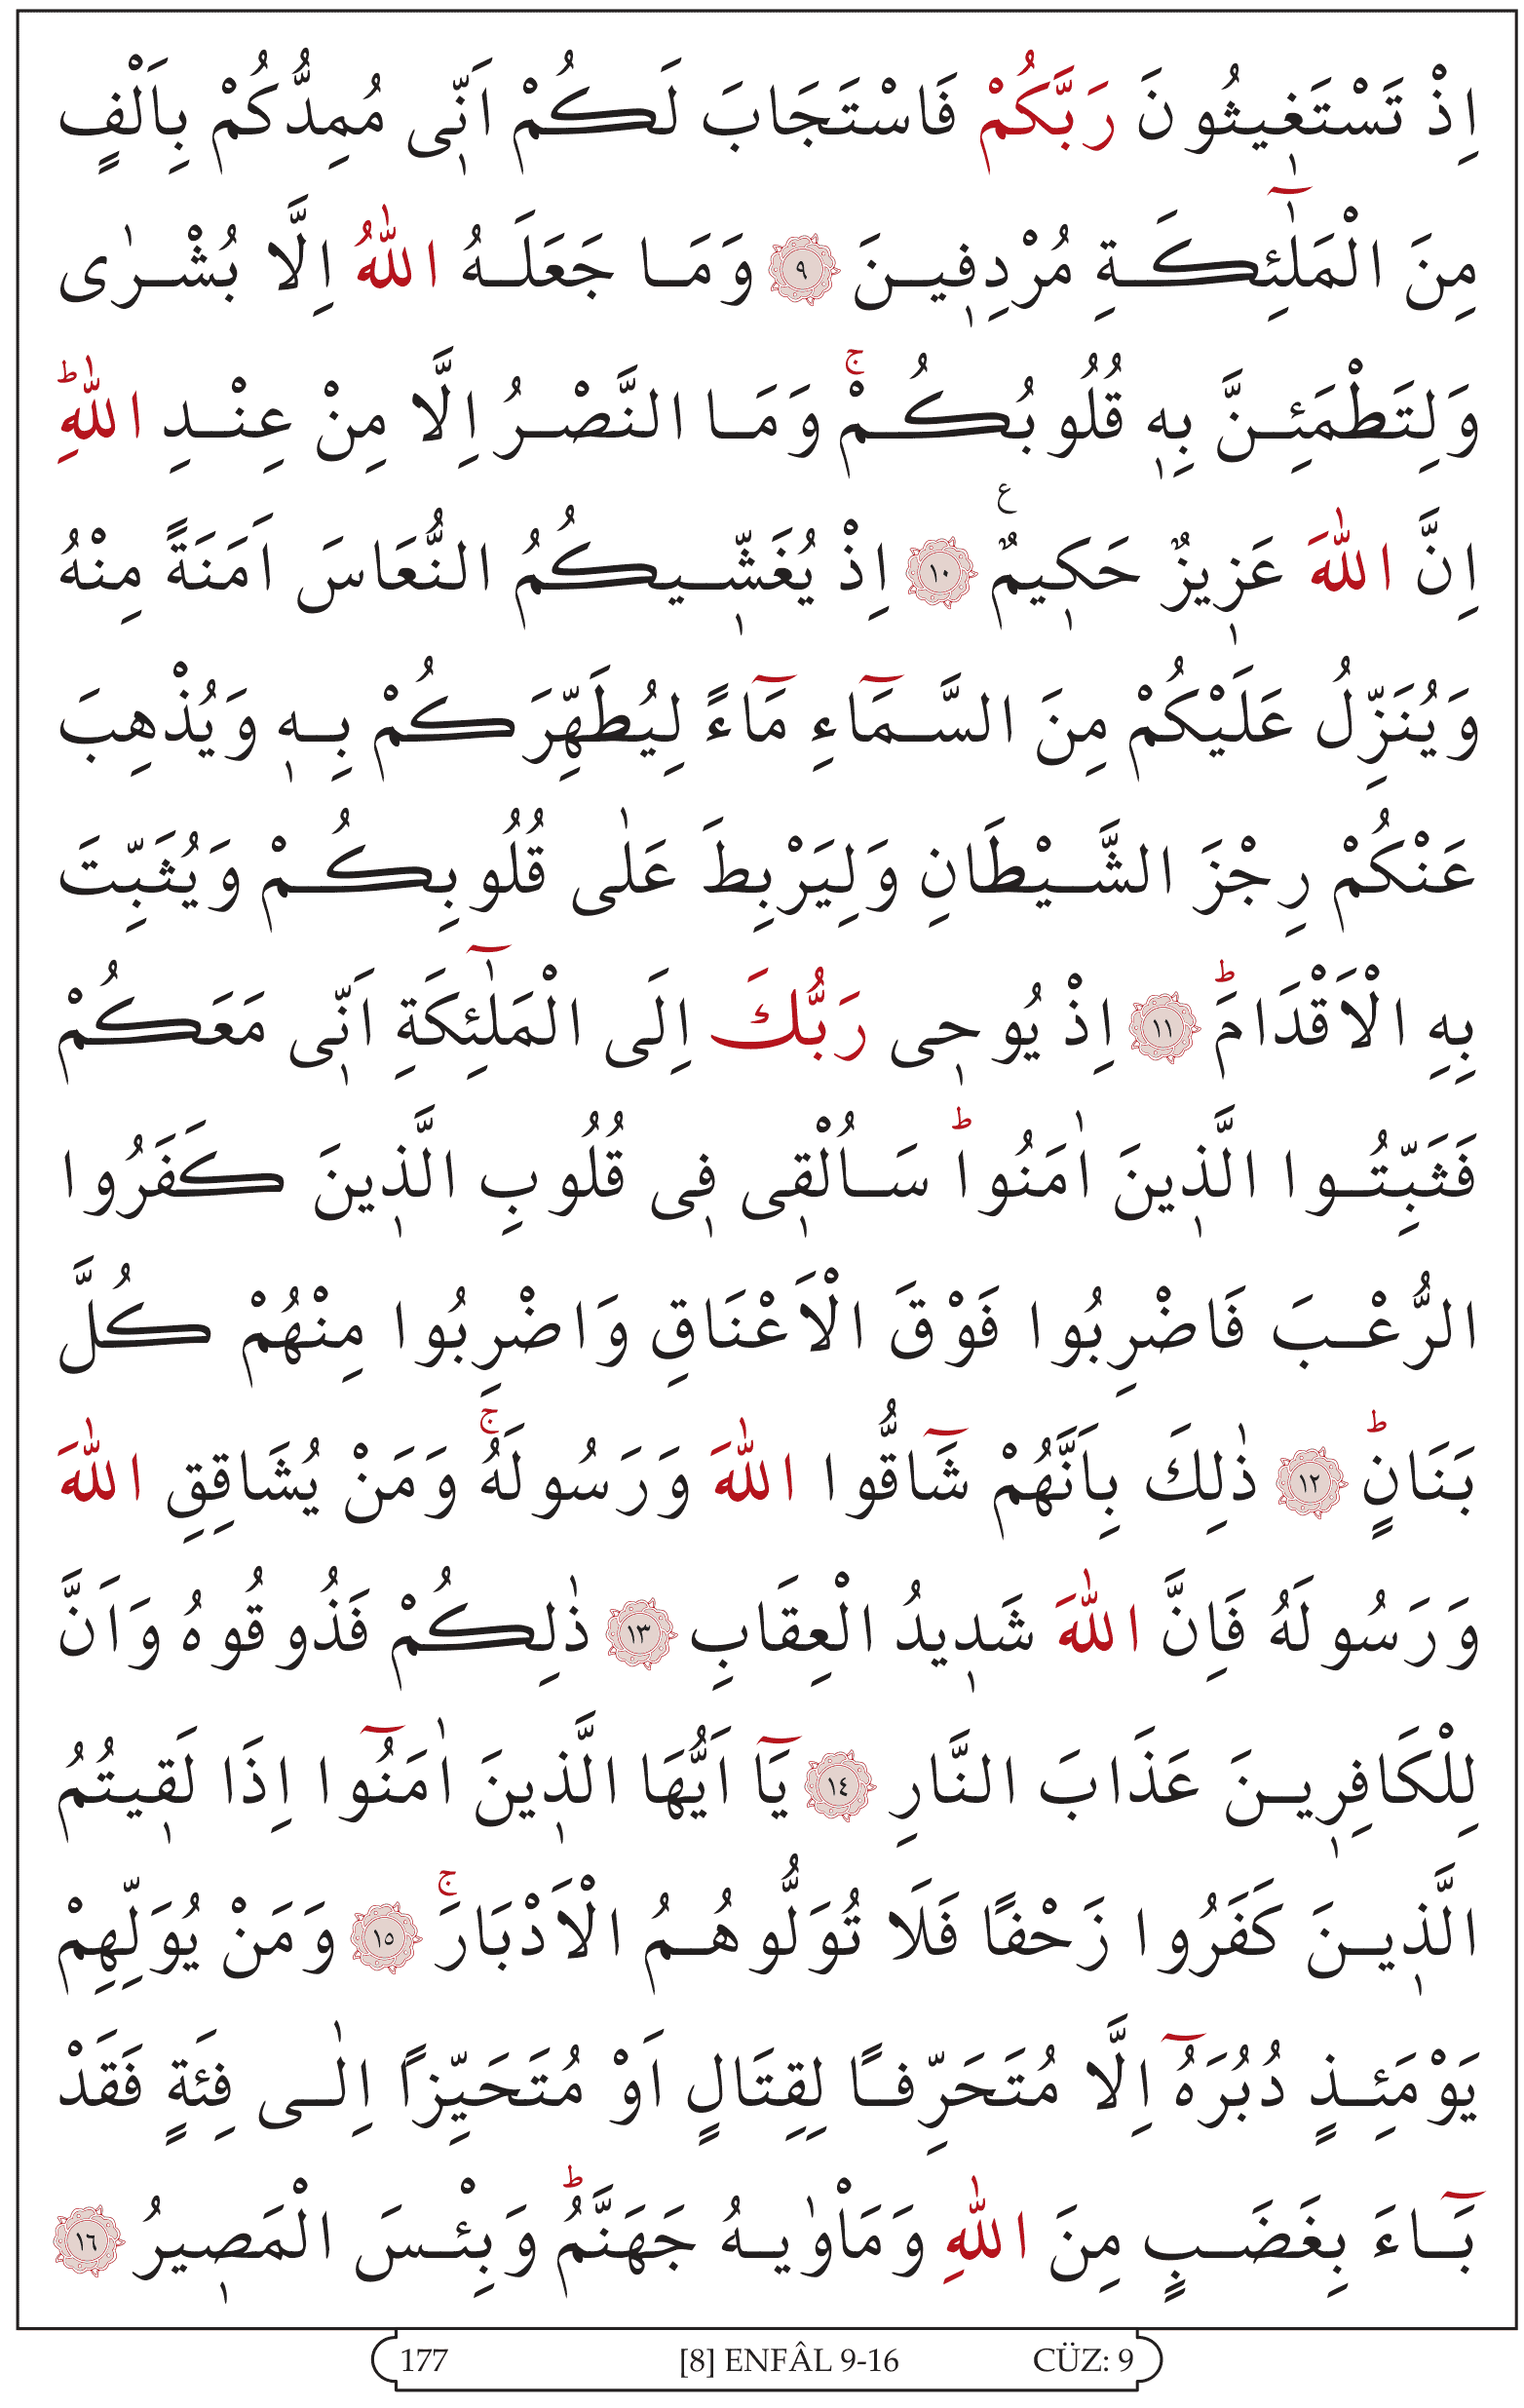 اِذْ تَسْتَغ۪يثُونَ رَبَّكُمْ فَاسْتَجَابَ لَكُمْ اَنّ۪ى مُمِدُّكُمْ بِاَلْفٍ
مِنَ الْمَلٰٓئِكَةِ مُرْدِف۪ينَ ﴿٩﴾ وَمَا جَعَلَهُ اللّٰهُ اِلَّا بُشْرٰى
وَلِتَطْمَئِنَّ بِه۪ قُلُوبُكُمْۚ وَمَا النَّصْرُ اِلَّا مِنْ عِنْدِ اللّٰهِۜ
اِنَّ اللّٰهَ عَز۪يزٌ حَك۪يمٌ۟ ﴿١٠﴾ اِذْ يُغَشّ۪يكُمُ النُّعَاسَ اَمَنَةً مِنْهُ
وَيُنَزِّلُ عَلَيْكُمْ مِنَ السَّمَٓاءِ مَٓاءً لِيُطَهِّرَكُمْ بِه۪ وَيُذْهِبَ
عَنْكُمْ رِجْزَ الشَّيْطَانِ وَلِيَرْبِطَ عَلٰى قُلُوبِكُمْ وَيُثَبِّتَ
بِهِ الْاَقْدَامَۜ ﴿١١﴾ اِذْ يُوح۪ى رَبُّكَ اِلَى الْمَلٰٓئِكَةِ اَنّ۪ى مَعَكُمْ
فَثَبِّتُوا الَّذ۪ينَ اٰمَنُواۜ سَاُلْق۪ى ف۪ى قُلُوبِ الَّذ۪ينَ كَفَرُوا
الرُّعْبَ فَاضْرِبُوا فَوْقَ الْاَعْنَاقِ وَاضْرِبُوا مِنْهُمْ كُلَّ
بَنَانٍۜ ﴿١٢﴾ ذٰلِكَ بِاَنَّهُمْ شَٓاقُّوا اللّٰهَ وَرَسُولَهُۚ وَمَنْ يُشَاقِقِ اللّٰهَ
وَرَسُولَهُ فَاِنَّ اللّٰهَ شَد۪يدُ الْعِقَابِ ﴿١٣﴾ ذٰلِكُمْ فَذُوقُوهُ وَاَنَّ
لِلْكَافِر۪ينَ عَذَابَ النَّارِ ﴿١٤﴾ يَٓا اَيُّهَا الَّذ۪ينَ اٰمَنُٓوا اِذَا لَق۪يتُمُ
الَّذ۪ينَ كَفَرُوا زَحْفًا فَلَا تُوَلُّوهُمُ الْاَدْبَارَۚ ﴿١٥﴾ وَمَنْ يُوَلِّهِمْ
يَوْمَئِذٍ دُبُرَهُٓ اِلَّا مُتَحَرِّفًا لِقِتَالٍ اَوْ مُتَحَيِّزًا اِلٰى فِئَةٍ فَقَدْ
بَٓاءَ بِغَضَبٍ مِنَ اللّٰهِ وَمَاْوٰيهُ جَهَنَّمُۜ وَبِئْسَ الْمَص۪يرُ ﴿١٦﴾
177 [8] ENFÂL 9-16 CÜZ: 9